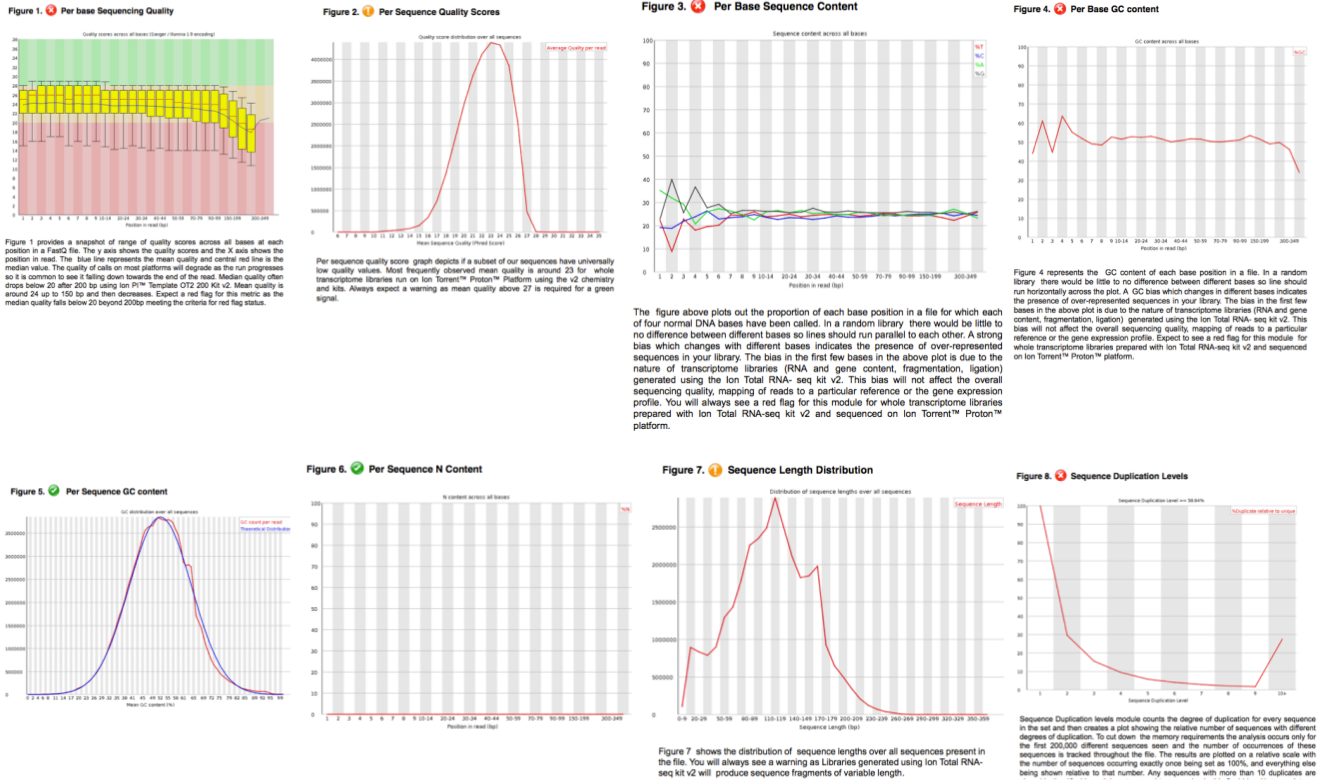 Figure 1. Per base Sequencing Quality
Quality scores across all bases (Sanger / Illumina 1.9 encoding)
Position in read (bp)
Figure 1 provides a snapshot of range of quality scores across all bases at each
position in a FastQ file. The y axis shows the quality scores and the X axis shows the
position in read. The blue line represents the mean quality and central red line is the
median value. The quality of calls on most platforms will degrade as the run progresses
so it is common to see it falling down towards the end of the read. Median quality often
drops below 20 after 200 bp using Ion PI™ Template OT2 200 Kit v2. Mean quality is
around 24 up to 150 bp and then decreases. Expect a red flag for this metric as the
median quality falls below 20 beyond 200bp meeting the criteria for red flag status.
Figure 2. Per Sequence Quality Scores
Quality score distribution over all sequences
Average Quality per read
Mean Sequence Quality (Phred Score)
Per sequence quality score graph depicts if a subset of our sequences have universally
low quality values. Most frequently observed mean quality is around 23 for whole
transcriptome libraries run on Ion Torrent™ Proton™ Platform using the v2 chemistry
and kits. Always expect a warning as mean quality above 27 is required for a green
signal.
Figure 3. Per Base Sequence Content
Sequence content across all bases
%T
%C
%A
%G
Position in read (bp)
The figure above plots out the proportion of each base position in a file for which each
of four normal DNA bases have been called. In a random library there would be little to
no difference between different bases so lines should run parallel to each other. A strong
bias which changes with different bases indicates the presence of over-represented
sequences in your library. The bias in the first few bases in the above plot is due to the
nature of transcriptome libraries (RNA and gene content, fragmentation, ligation)
generated using the Ion Total RNA- seq kit v2. This bias will not affect the overall
sequencing quality, mapping of reads to a particular reference or the gene expression
profile. You will always see a red flag for this module for whole transcriptome libraries
prepared with Ion Total RNA-seq kit v2 and sequenced on Ion Torrent™ Proton™
platform.
Figure 4. Per Base GC content
GC content across all bases
%GC
Position in read (bp)
Figure 4 represents the GC content of each base position in a file. In a random
library there would be little to no difference between different bases so line should
run horizontally across the plot. A GC bias which changes in different bases indicates
the presence of over-represented sequences in your library. The bias in the first few
bases in the above plot is due to the nature of transcriptome libraries (RNA and gene
content, fragmentation, ligation) generated using the Ion Total RNA- seq kit v2. This
bias will not affect the overall sequencing quality, mapping of reads to a particular
reference or the gene expression profile. Expect to see a red flag for this module for
whole transcriptome libraries prepared with Ion Total RNA-seq kit v2 and sequenced
on Ion Torrent™ Proton™ platform.
Figure 5. Per Sequence GC content
GC distribution over all sequences
GC count per read
Theoretical Distribution
Mean GC content (%)
Figure 6. Per Sequence N Content
N content across all bases
%N
Position in read (bp)
Figure 7. Sequence Length Distribution
Distribution of sequence lengths over all sequences
Sequence Length
Sequence Length (bp)
Figure 7 shows the distribution of sequence lengths over all sequences present in
the file. You will always see a warning as Libraries generated using Ion Total RNA-
seq kit v2 will produce sequence fragments of variable length.
Figure 8. Sequence Duplication Levels
%Duplicate relative to unique
Sequence Duplication Level
Sequence Duplication levels module counts the degree of duplication for every sequence
in the set and then creates a plot showing the relative number of sequences with different
degrees of duplication. To cut down the memory requirements the analysis occurs only for
the first 200,000 different sequences seen and the number of occurrences of these
sequences is tracked throughout the file. The results are plotted on a relative scale with
the number of sequences occurring exactly once being set as 100%, and everything else
being shown relative to that number. Any sequences with more than 10 duplicates are